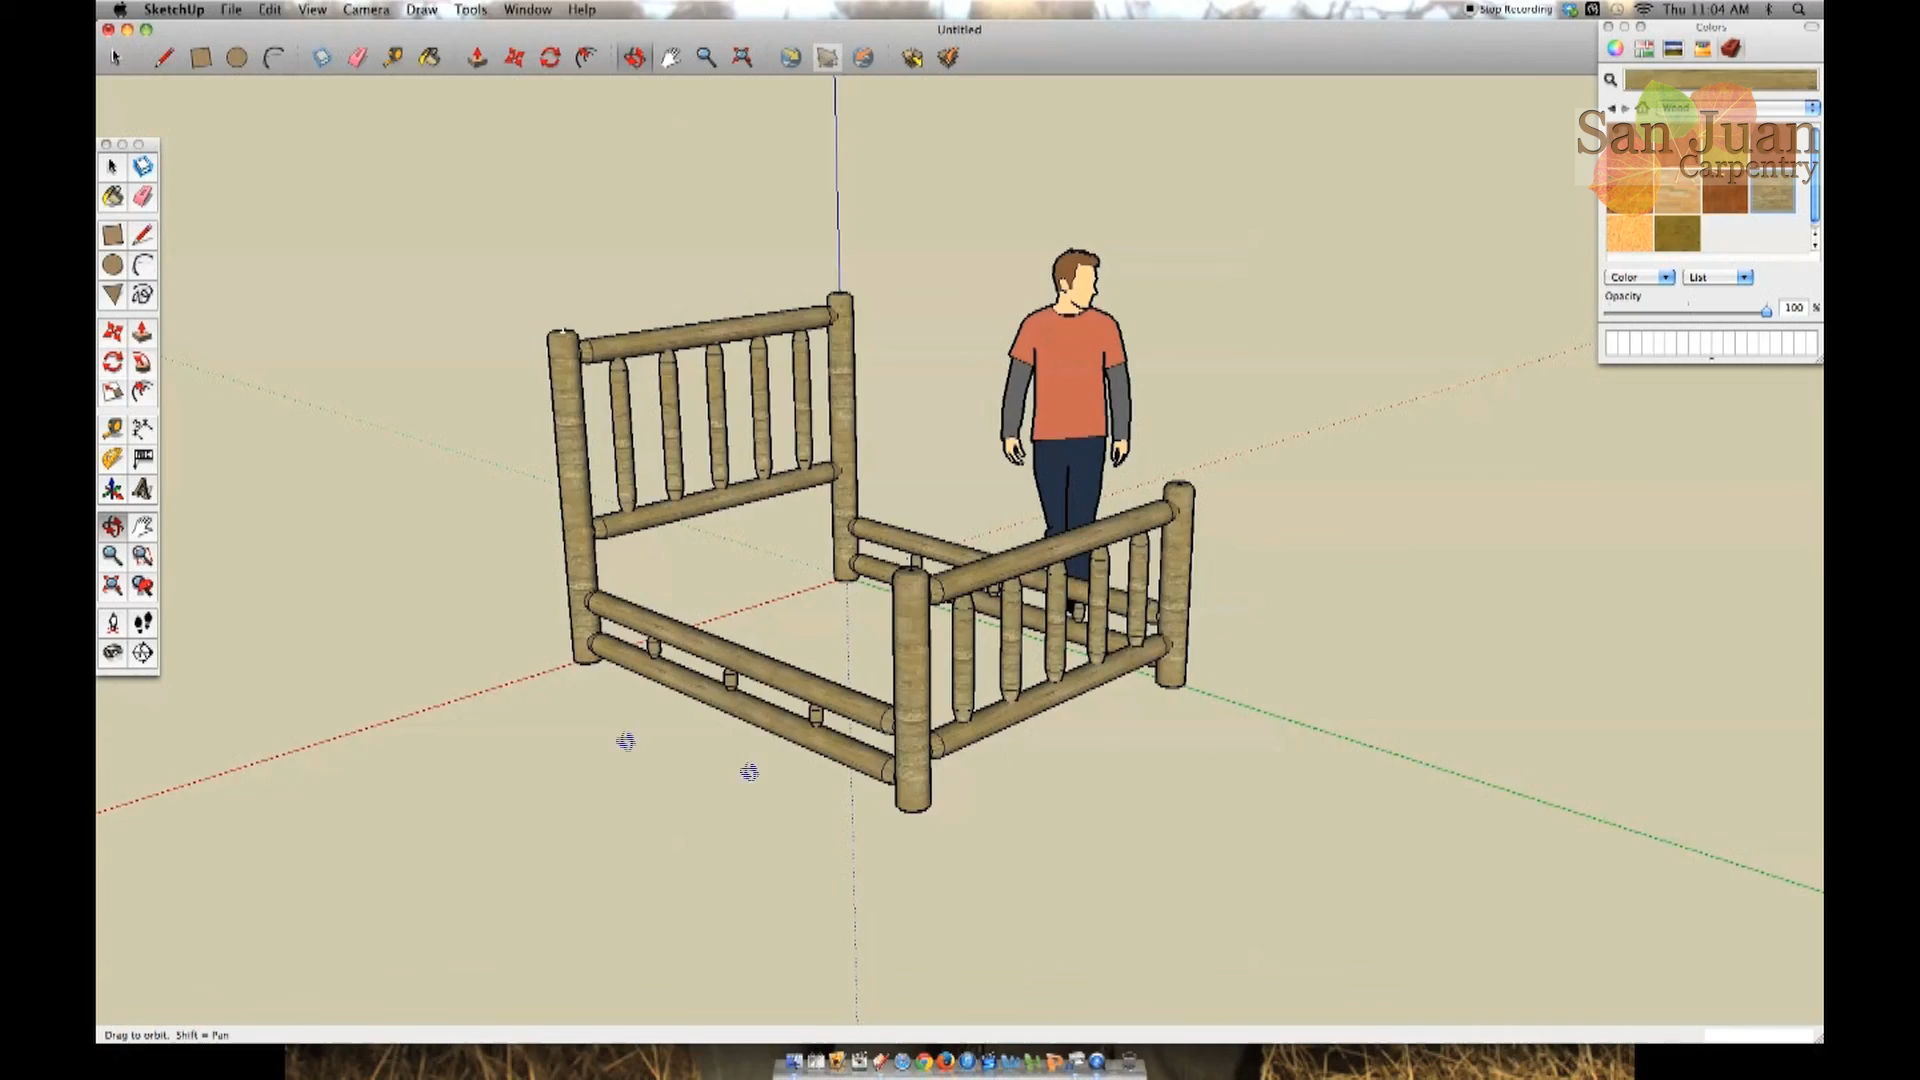 SketchUp File Edit View Camera Draw Tools Window Help
Stop Recording
Thu 11:04 AM
Untitled
Colors
Wood
San Juan
Carpentry
Color
List
Opacity
100 %
Drag to orbit. Shift = Pan